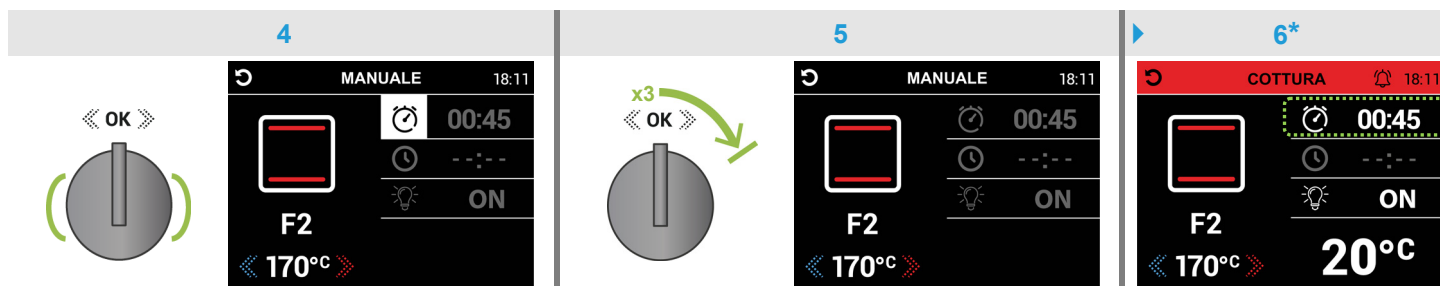 4
5
6*
OK
MANUALE 18:11
00:45
--:--
ON
F2
170°C
x3
OK
MANUALE 18:11
00:45
--:--
ON
F2
170°C
COTTURA 18:11
00:45
--:--
ON
F2
170°C
20°C